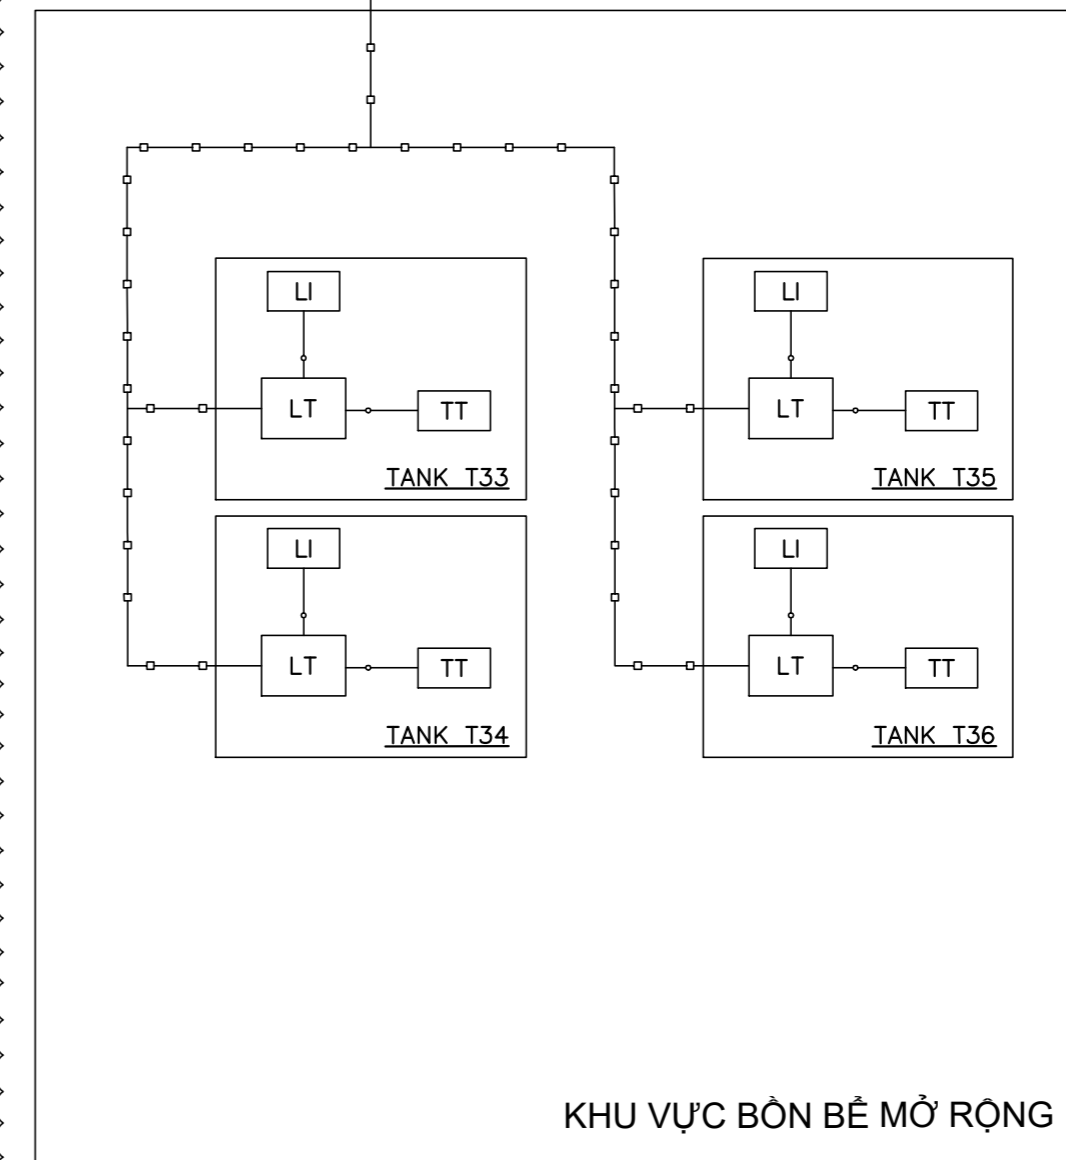 LI
LT
TT
TANK T33
LI
LT
TT
TANK T35
LI
LT
TT
TANK T34
LI
LT
TT
TANK T36
KHU VỰC BỒN BỂ MỞ RỘNG